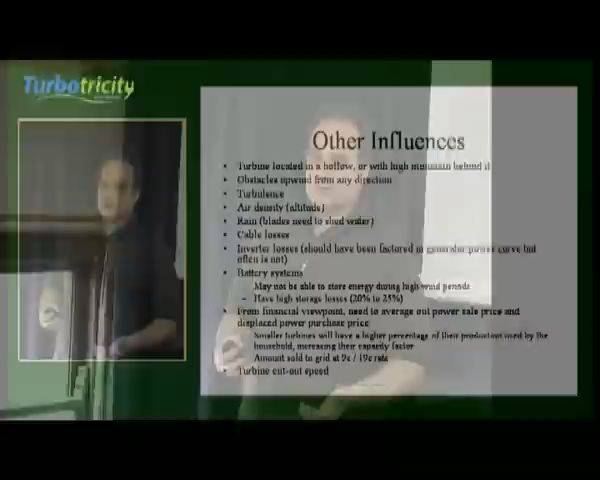 Turbotricity
Other Influences
• Turbine located in a hollow, or with high mountain behind it
• Obstacles upwind from any direction
• Turbulence
• Air density (altitude)
• Rain (blades need to shed water)
• Cable losses
• Inverter losses (should have been factored in generator power curve but
often is not)
• Battery systems
May not be able to store energy during high wind periods
– Have high storage losses (20% to 25%)
• From financial viewpoint, need to average out power sale price and
displaced power purchase price
Smaller turbines will have a higher percentage of their production used by the
household, increasing their capacity factor
Amount sold to grid at 9c / 19c rate
• Turbine cut-out speed